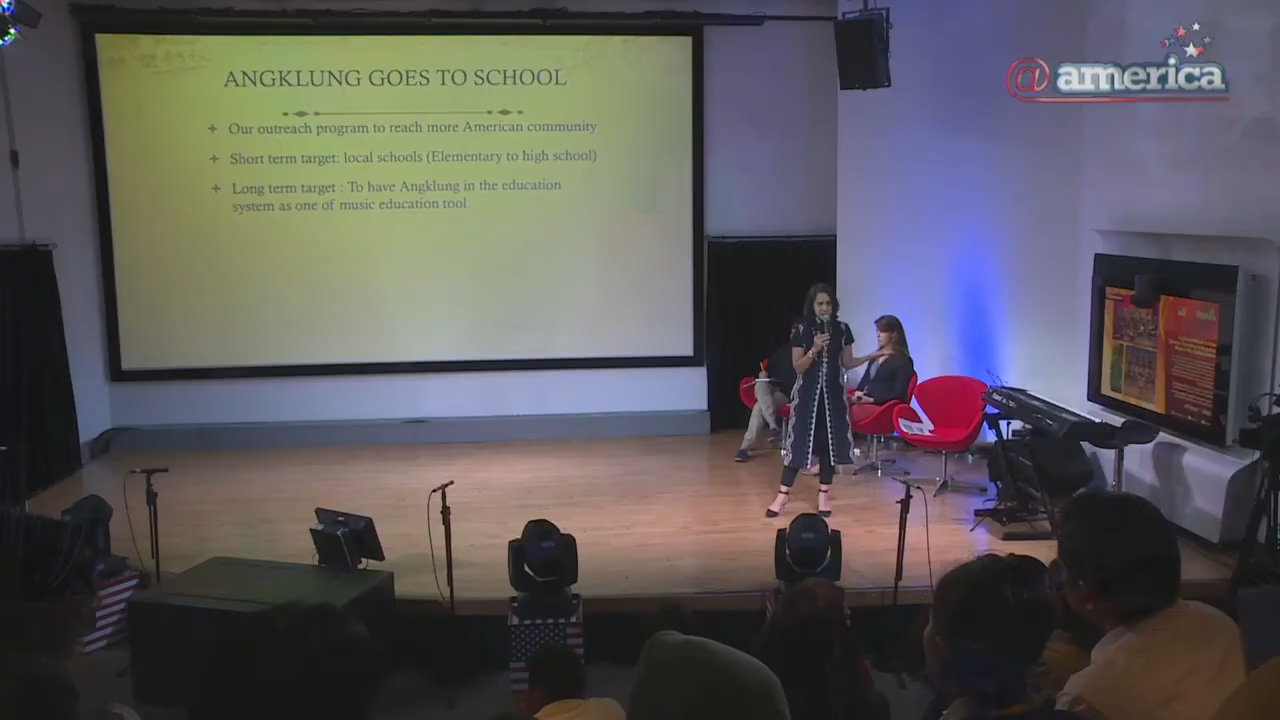 ANGKLUNG GOES TO SCHOOL
Our outreach program to reach more American community
Short term target: local schools (Elementary to high school)
Long term target : To have Angklung in the education
system as one of music education tool.
@america